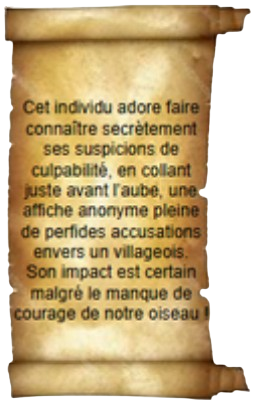 Cet individu adore faire
connaître secrètement
ses suspicions de
culpabilité, en collant
juste avant l'aube, une
affiche anonyme pleine
de perfides accusations
envers un villageois.
Son impact est certain
malgré le manque de
courage de notre oiseau !